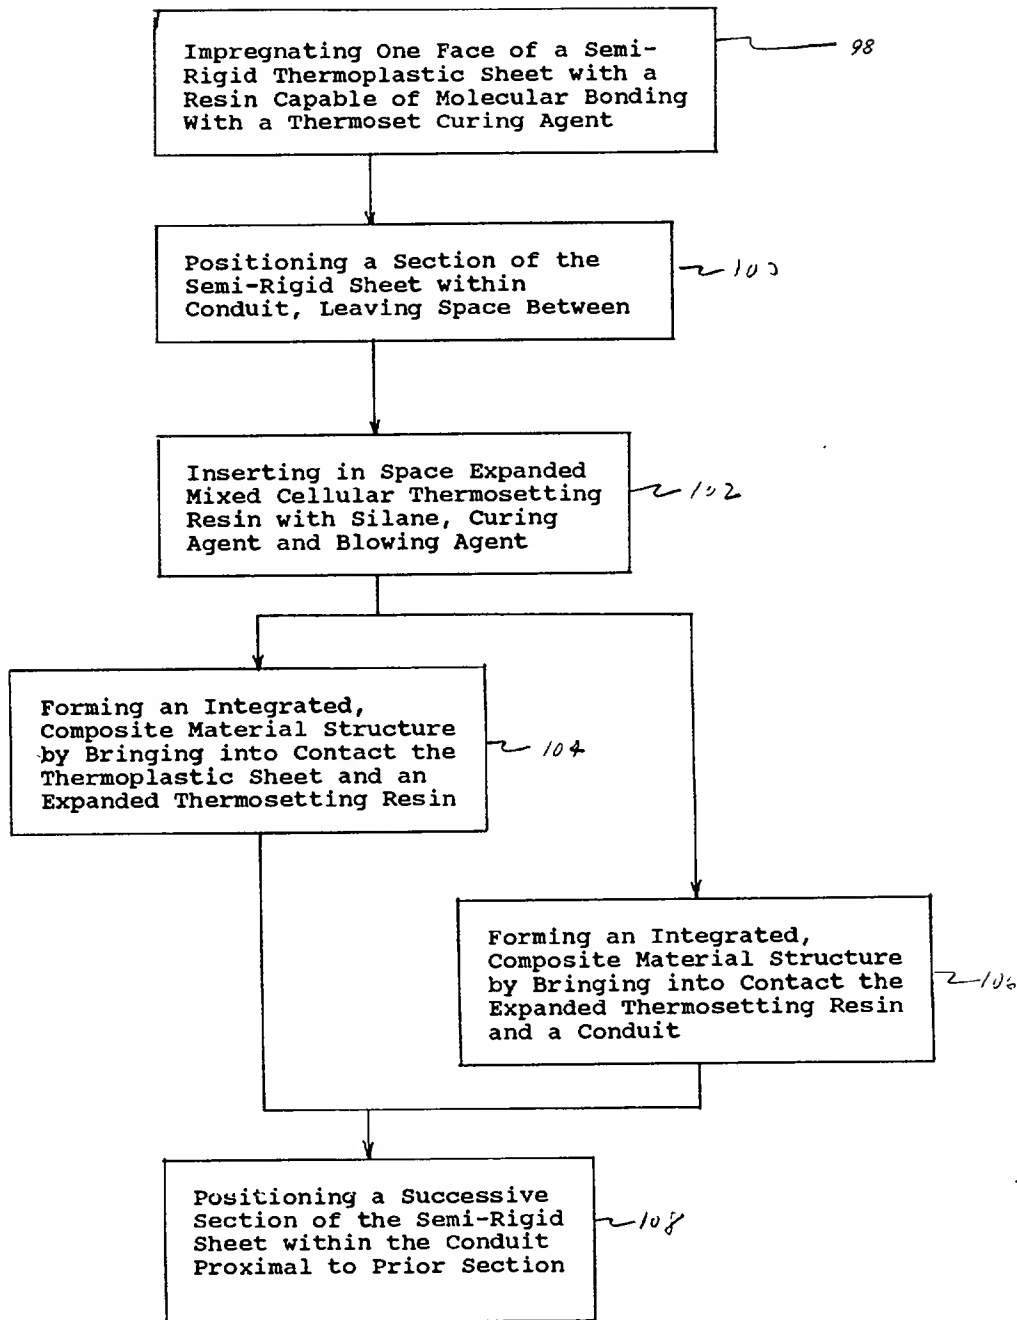 Impregnating One Face of a Semi-
Rigid Thermoplastic Sheet with a
Resin Capable of Molecular Bonding
With a Thermoset Curing Agent
98
Positioning a Section of the
Semi-Rigid Sheet within
Conduit, Leaving Space Between
100
Inserting in Space Expanded
Mixed Cellular Thermosetting
Resin with Silane, Curing
Agent and Blowing Agent
102
Forming an Integrated,
Composite Material Structure
by Bringing into Contact the
Thermoplastic Sheet and an
Expanded Thermosetting Resin
104
Forming an Integrated,
Composite Material Structure
by Bringing into Contact the
Expanded Thermosetting Resin
and a Conduit
106
Positioning a Successive
Section of the Semi-Rigid
Sheet within the Conduit
Proximal to Prior Section
108